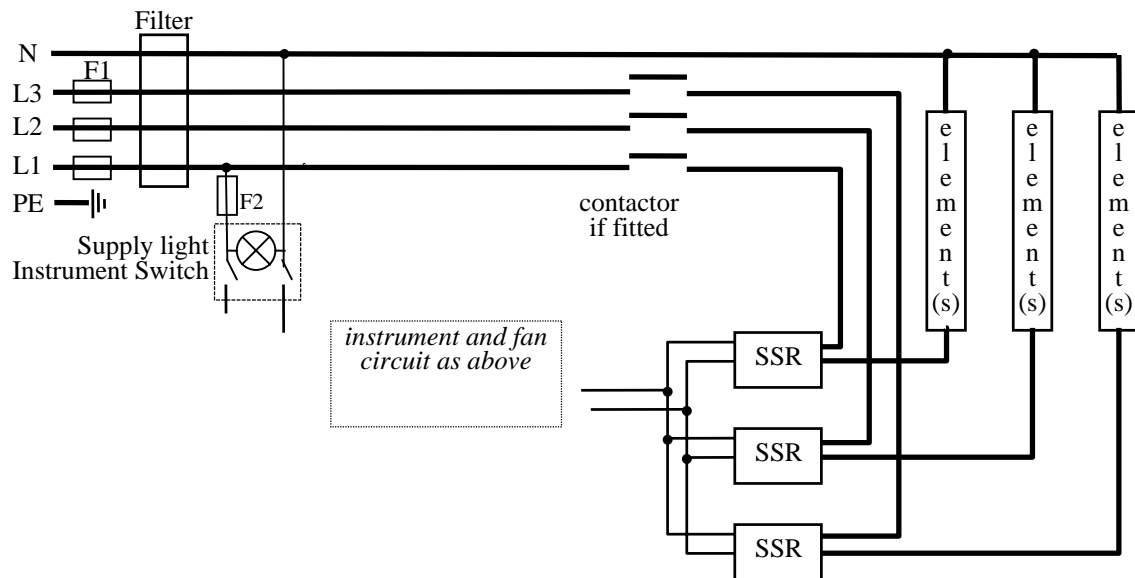 Filter
N
F1
L3
L2
L1
F2
PE
Supply light
Instrument Switch
contactor
if fitted
element(s)
element(s)
element(s)
instrument and fan
circuit as above
SSR
SSR
SSR